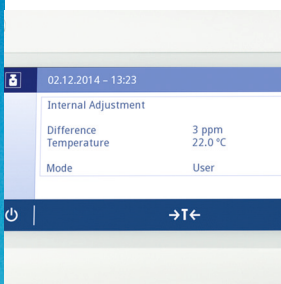 02.12.2014 – 13:23
Internal Adjustment
Difference 3 ppm
Temperature 22.0 °C
Mode User
→T←